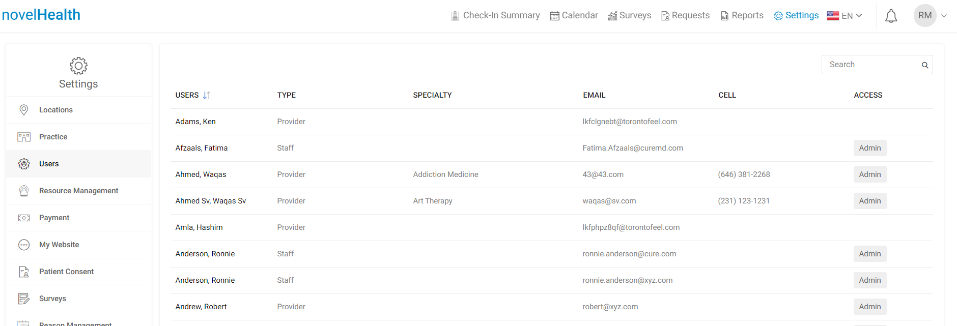 novelHealth
Check-In Summary Calendar Surveys Requests Reports Settings EN RM
Settings
Locations
Practice
Users
Resource Management
Payment
My Website
Patient Consent
Surveys
Reason Management
Search
USERS TYPE SPECIALTY EMAIL CELL ACCESS
Adams, Ken Provider lkfclgnebt@torontofeel.com
Afzaals, Fatima Staff Fatima.Afzaals@curemd.com Admin
Ahmed, Waqas Provider Addiction Medicine 43@43.com (646) 381-2268 Admin
Ahmed Sv, Waqas Sv Provider Art Therapy waqas@sv.com (231) 123-1231 Admin
Amla, Hashim Provider lkfphpz8qf@torontofeel.com
Anderson, Ronnie Staff ronnie.anderson@cure.com Admin
Anderson, Ronnie Staff ronnie.anderson@xyz.com Admin
Andrew, Robert Provider robert@xyz.com Admin